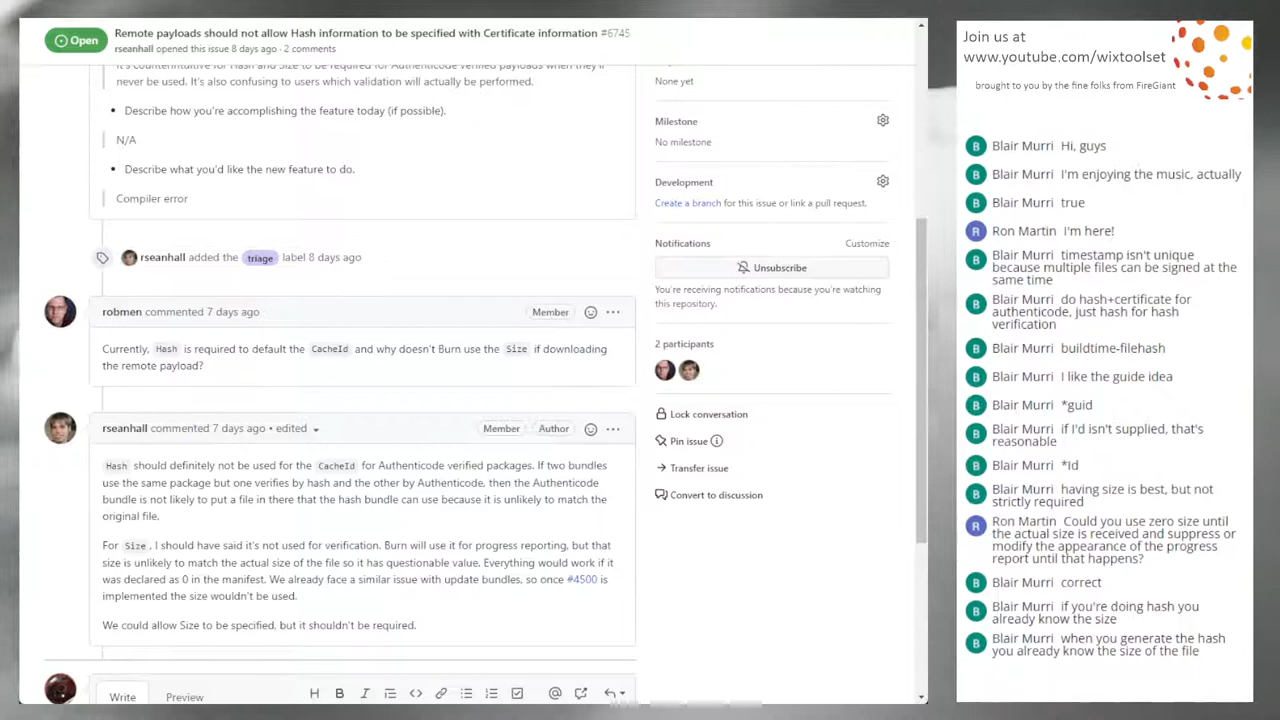 Open
Remote payloads should not allow Hash information to be specified with Certificate information #6745
rseanhall opened this issue 8 days ago · 2 comments
It's counterintuitive for Hash and Size to be required for Authenticode verified payloads when they'll
never be used. It's also confusing to users which validation will actually be performed.
• Describe how you're accomplishing the feature today (if possible).
N/A
• Describe what you'd like the new feature to do.
Compiler error
rseanhall added the triage label 8 days ago
robmen commented 7 days ago
Member
Currently, Hash is required to default the CacheId and why doesn't Burn use the Size if downloading
the remote payload?
rseanhall commented 7 days ago • edited
Member
Author
Hash should definitely not be used for the CacheId for Authenticode verified packages. If two bundles
use the same package but one verifies by hash and the other by Authenticode, then the Authenticode
bundle is not likely to put a file in there that the hash bundle can use because it is unlikely to match the
original file.
For Size, I should have said it's not used for verification. Burn will use it for progress reporting, but that
size is unlikely to match the actual size of the file so it has questionable value. Everything would work if it
was declared as 0 in the manifest. We already face a similar issue with update bundles, so once #4500 is
implemented the size wouldn't be used.
We could allow Size to be specified, but it shouldn't be required.
Write
Preview
None yet
Milestone
No milestone
Development
Create a branch for this issue or link a pull request.
Notifications
Customize
Unsubscribe
You're receiving notifications because you're watching
this repository.
2 participants
Lock conversation
Pin issue
Transfer issue
Convert to discussion
Join us at
www.youtube.com/wixtoolset
brought to you by the fine folks from FireGiant
B Blair Murri Hi, guys
B Blair Murri I'm enjoying the music, actually
B Blair Murri true
R Ron Martin I'm here!
B Blair Murri timestamp isn't unique
because multiple files can be signed at the
same time
B Blair Murri do hash+certificate for
authenticode, just hash for hash
verification
B Blair Murri buildtime-filehash
B Blair Murri I like the guide idea
B Blair Murri *guid
B Blair Murri if I'd isn't supplied, that's
reasonable
B Blair Murri *Id
B Blair Murri having size is best, but not
strictly required
R Ron Martin Could you use zero size until
the actual size is received and suppress or
modify the appearance of the progress
report until that happens?
B Blair Murri correct
B Blair Murri if you're doing hash you
already know the size
B Blair Murri when you generate the hash
you already know the size of the file